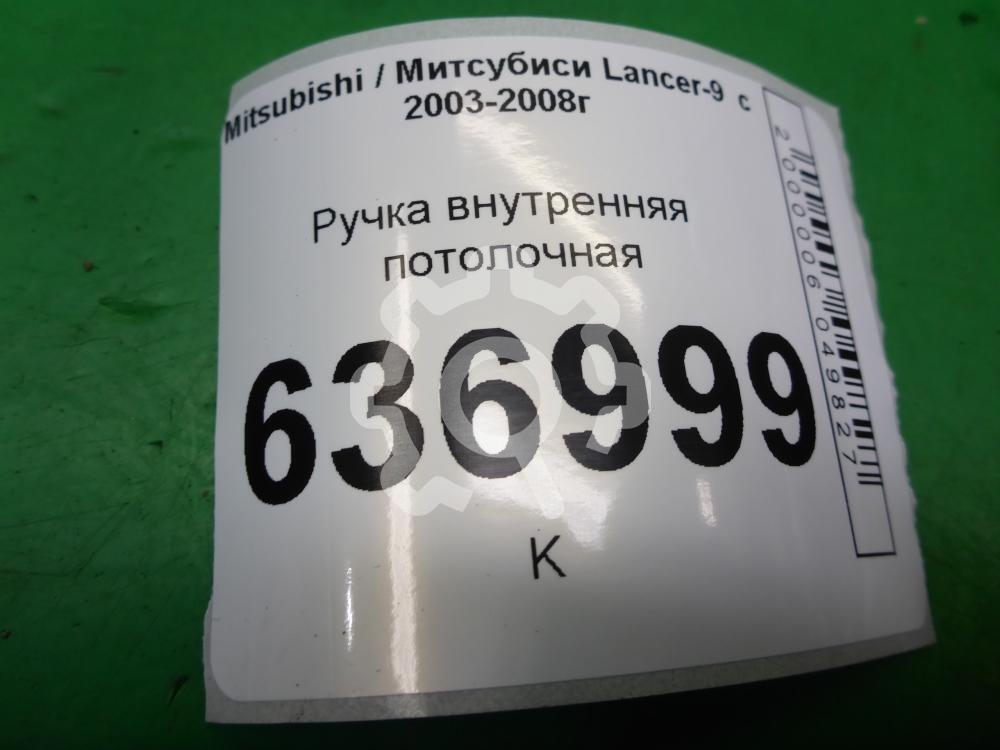 Mitsubishi / Митсубиси Lancer-9 с
2003-2008г
Ручка внутренняя
потолочная
636999
К
2000006049827